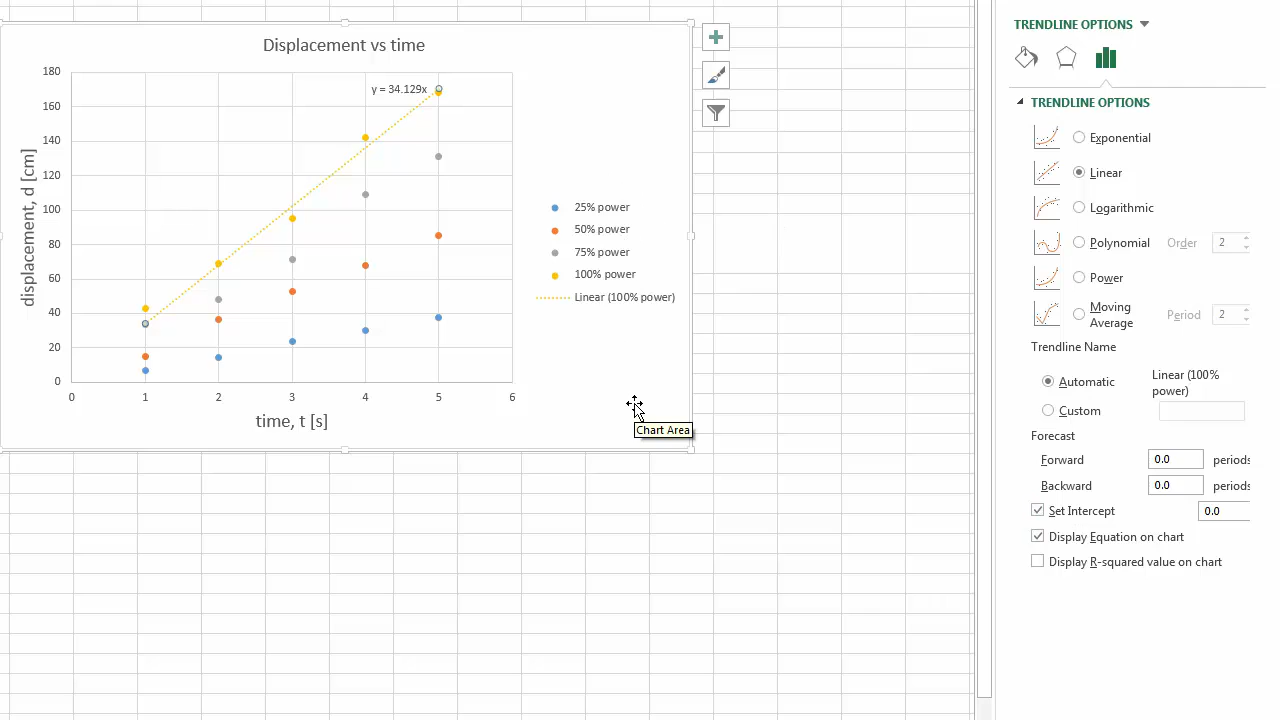 Displacement vs time
180
160
140
120
100
80
60
40
20
0
displacement, d [cm]
y = 34.129x
0 1 2 3 4 5 6
time, t [s]
25% power
50% power
75% power
100% power
Linear (100% power)
Chart Area
TRENDLINE OPTIONS
TRENDLINE OPTIONS
Exponential
Linear
Logarithmic
Polynomial Order 2
Power
Moving
Average
Period 2
Trendline Name
Automatic
Linear (100%
power)
Custom
Forecast
Forward 0.0 periods
Backward 0.0 periods
Set Intercept 0.0
Display Equation on chart
Display R-squared value on chart